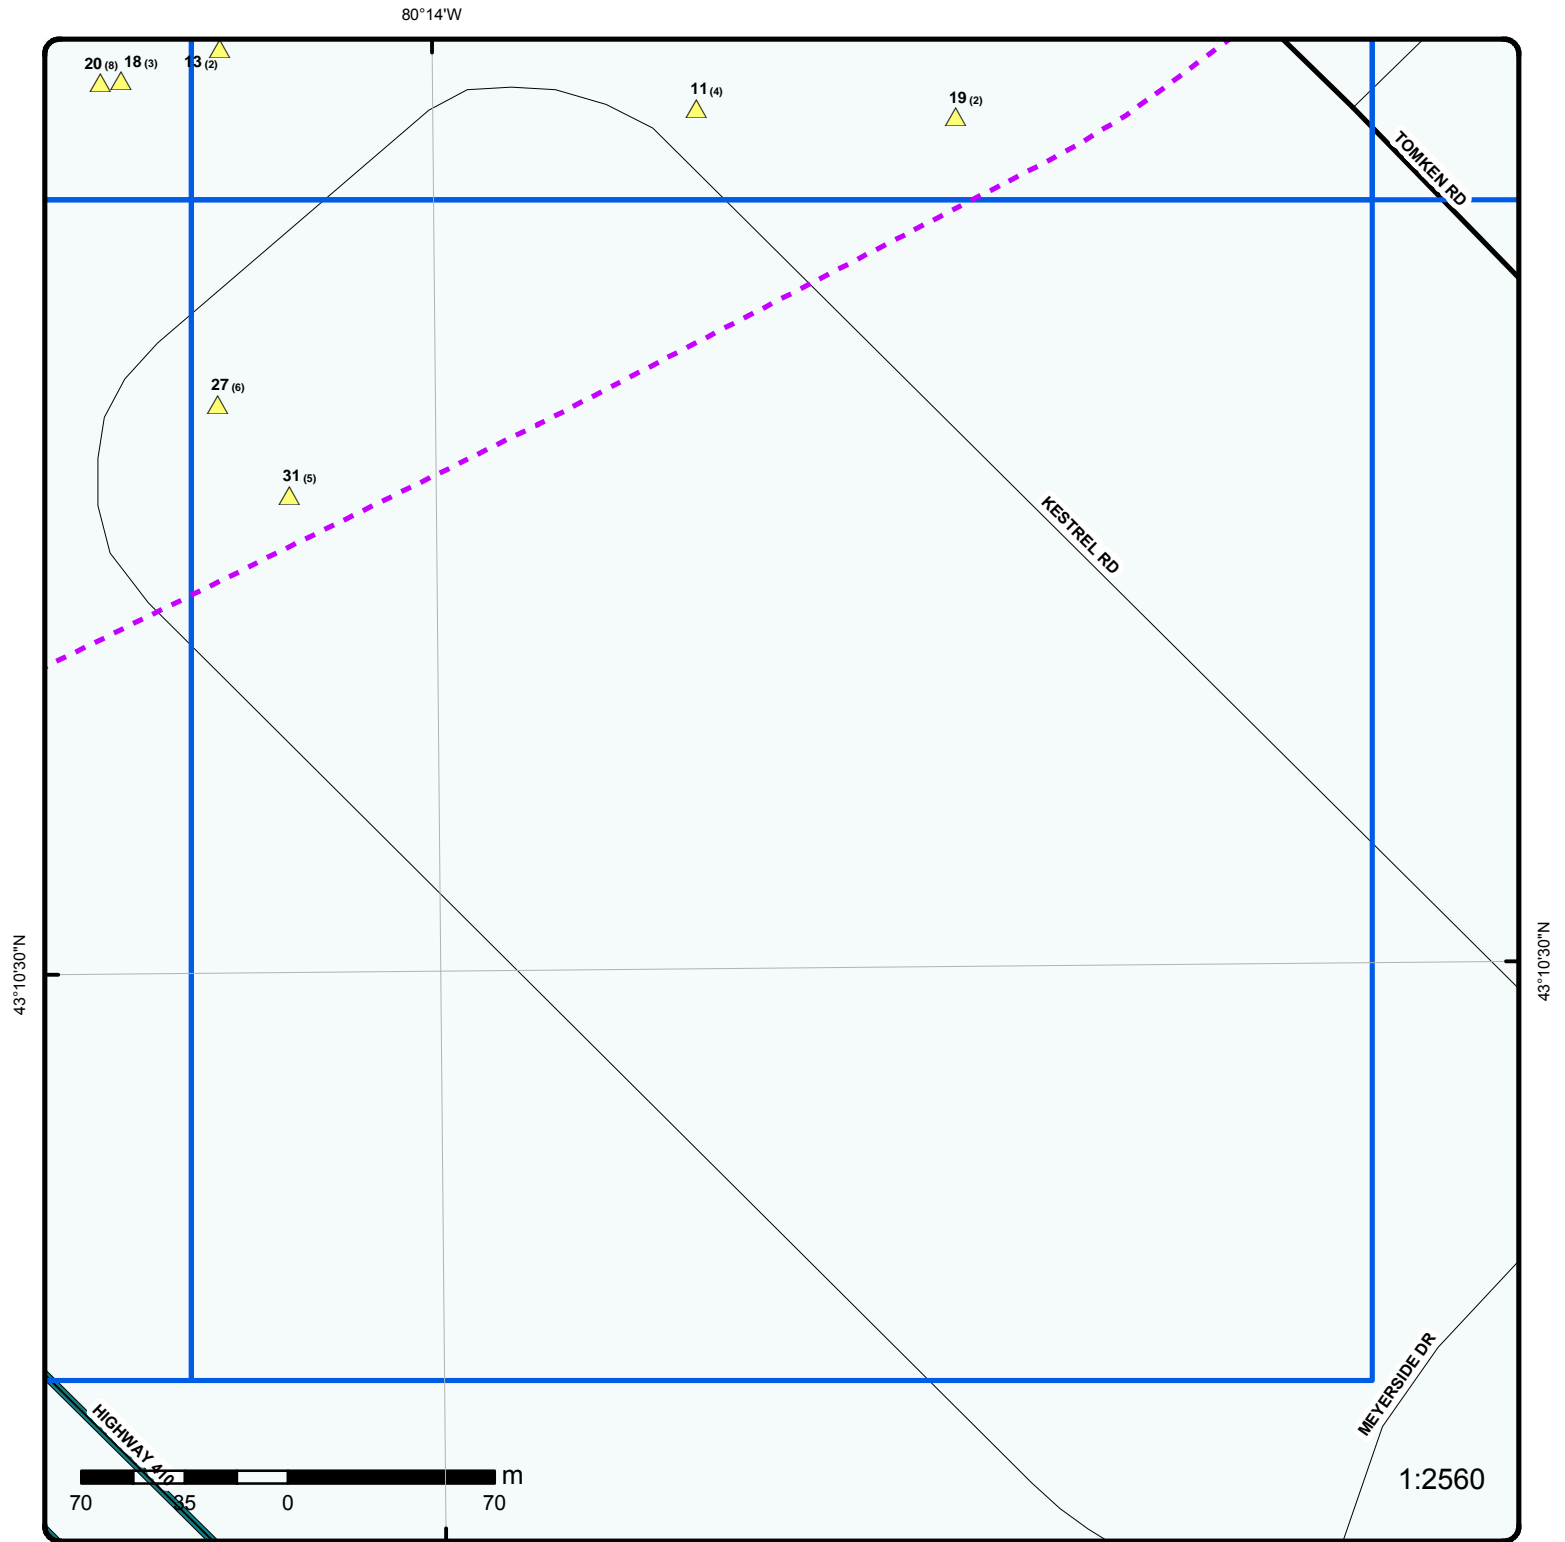 80°14'W
20 (8)
18 (3)
13 (2)
11 (4)
19 (2)
TOMKEN RD
27 (6)
31 (5)
KESTREL RD
43°10'30"N
43°10'30"N
MEYERSIDE DR
HIGHWAY 410
m
70 35 0 70
1:2560